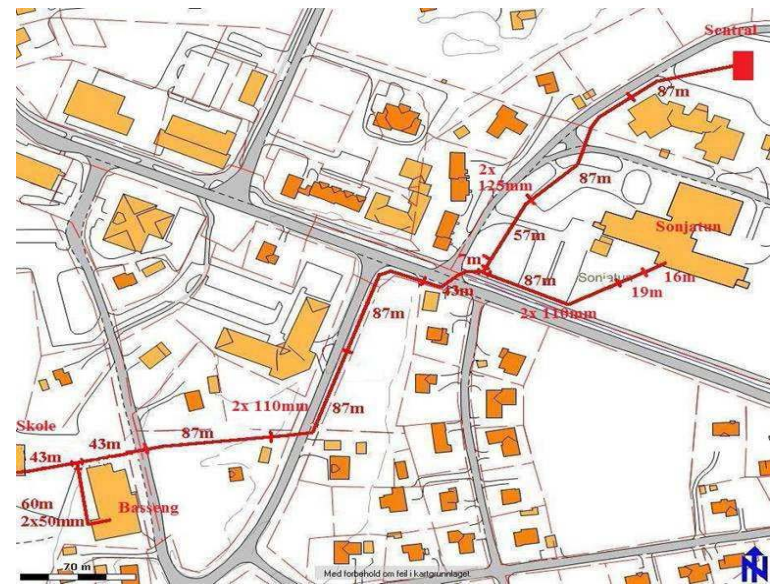 Sentral
87m
2x
125mm
87m
Sonjatun
57m
7m
87m
43m
16m
19m
2x 110mm
87m
2x 110mm
87m
Skole
43m
87m
43m
60m
2x50mm
Basseng
70 m
Med forbehold om feil i kartgrunnlaget.
N